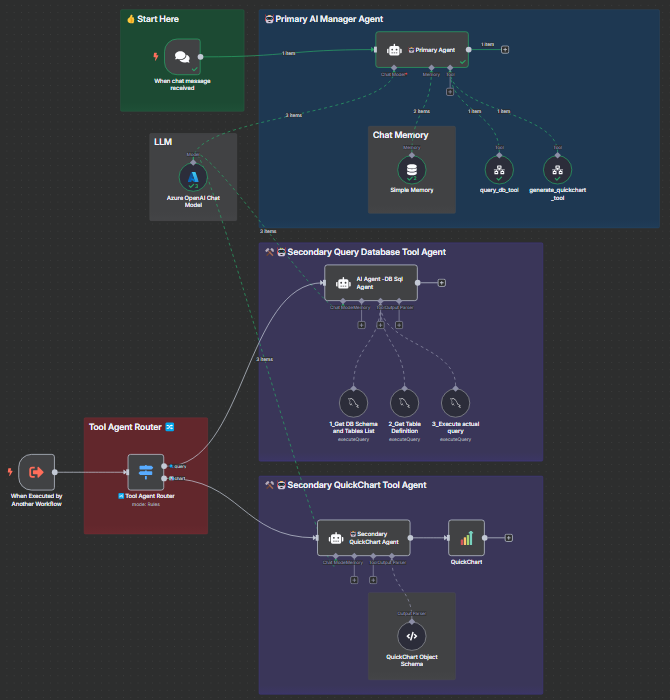 👍 Start Here
When chat message
received
1 item
🤖 Primary AI Manager Agent
🤖 Primary Agent
1 item
Chat Model*
Memory
Tool
3 items
2 items
1 item
1 item
LLM
Model
Azure OpenAI Chat
Model
Chat Memory
Memory
Simple Memory
Tool
query_db_tool
Tool
generate_quickchart
_tool
3 items
🛠️ 🤖 Secondary Query Database Tool Agent
AI Agent -DB Sql
Agent
Chat Model
Memory
Tool
Output Parser
1_Get DB Schema
and Tables List
executeQuery
2_Get Table
Definition
executeQuery
3_Execute actual
query
executeQuery
3 items
Tool Agent Router 🔀
When Executed by
Another Workflow
query
chart
🔀 Tool Agent Router
mode: Rules
🛠️ 🤖 Secondary QuickChart Tool Agent
🤖 Secondary
QuickChart Agent
Chat Model
Memory
Tool
Output Parser
QuickChart
Output Parser
QuickChart Object
Schema